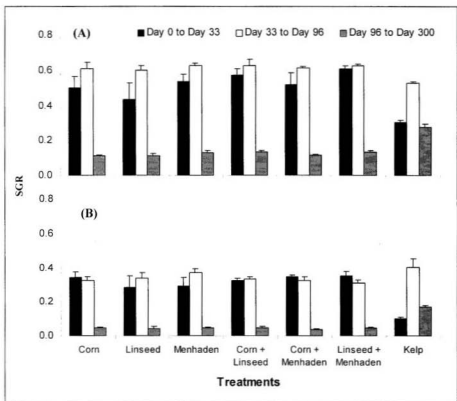 (A) Day 0 to Day 33 Day 33 to Day 96 Day 96 to Day 300
0.8
0.6
0.4
0.2
0.0
SGR
(B)
0.8
0.6
0.4
0.2
0.0
Corn Linseed Menhaden Corn + Linseed Corn + Menhaden Linseed + Menhaden Kelp
Treatments